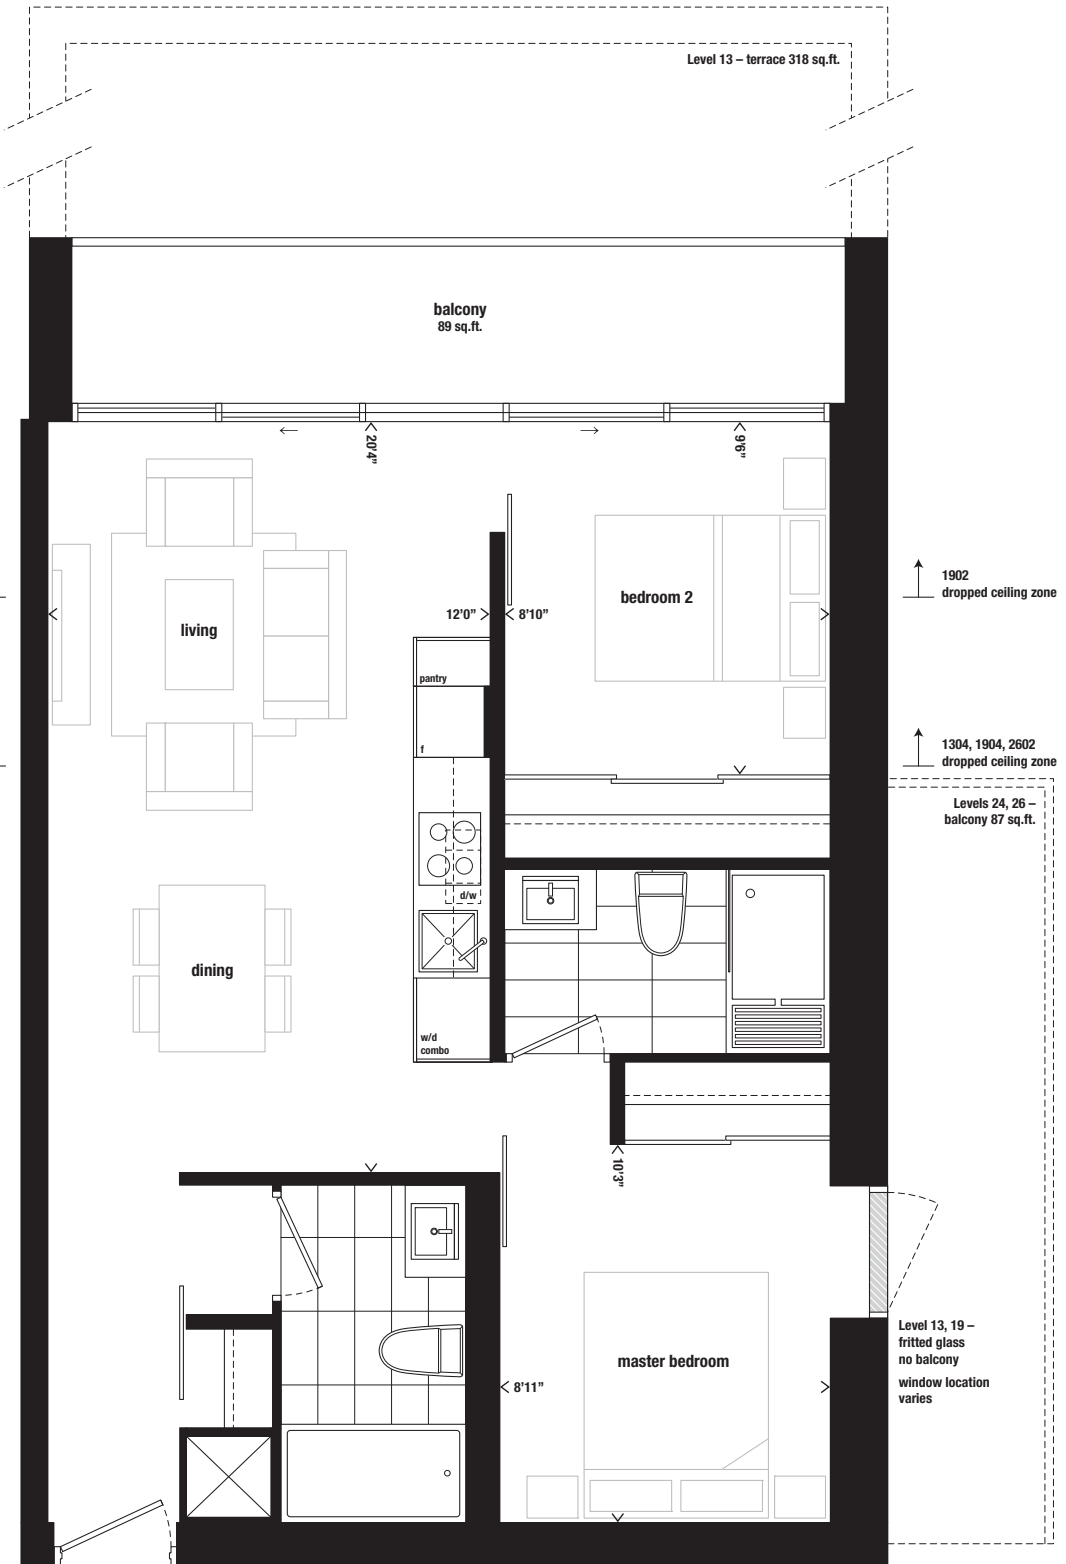 Level 13 – terrace 318 sq.ft.
balcony
89 sq.ft.
20'4"
9'6"
12'0"
8'10"
bedroom 2
living
pantry
f
1902
dropped ceiling zone
1304, 1904, 2602
dropped ceiling zone
Levels 24, 26 –
balcony 87 sq.ft.
d/w
dining
w/d
combo
10'3"
Level 13, 19 –
fritted glass
no balcony
window location
varies
master bedroom
8'11"